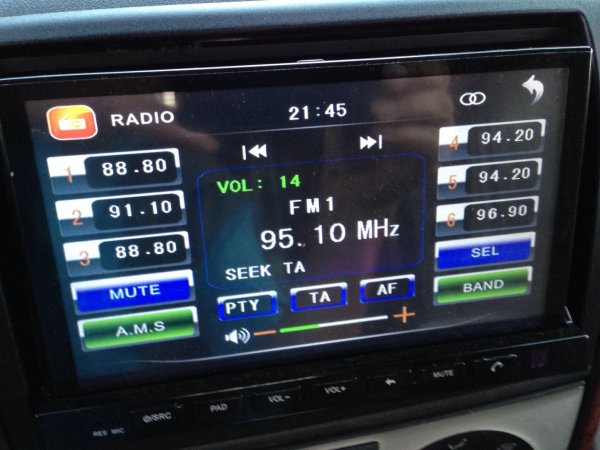 RADIO
21:45
1 88.80
2 91.10
3 88.80
MUTE
A.M.S
VOL: 14
FM1
95.10 MHz
SEEK TA
PTY
TA
AF
4 94.20
5 94.20
6 96.90
SEL
BAND
RES MIC
⏻/SRC
PAD
VOL-
VOL+
MUTE